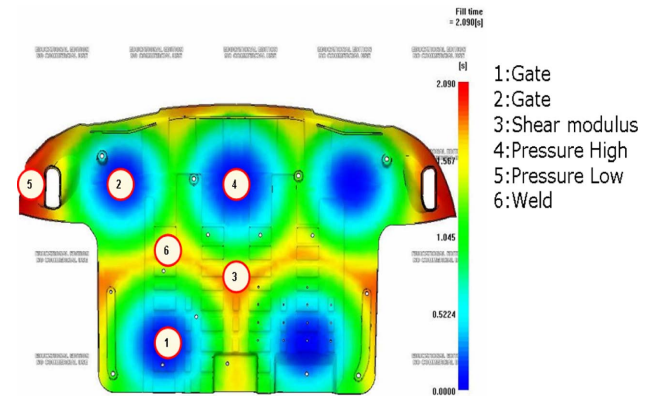 Fill time
= 2.090[s]
[s]
2.090
1.567
1.045
0.5224
0.0000
1:Gate
2:Gate
3:Shear modulus
4:Pressure High
5:Pressure Low
6:Weld
5
2
4
6
3
1